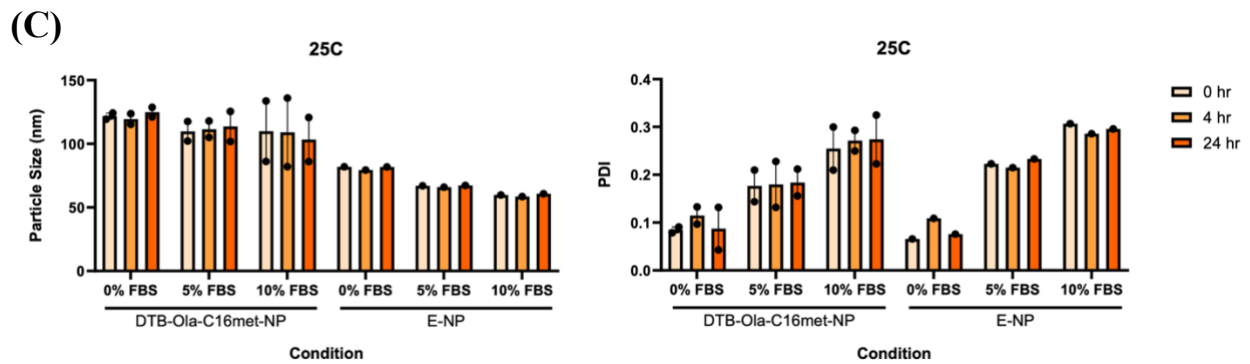 (C)
25C
Particle Size (nm)
150
100
50
0
0% FBS 5% FBS 10% FBS 0% FBS 5% FBS 10% FBS
DTB-Ola-C16met-NP E-NP
Condition
25C
PDI
0.4
0.3
0.2
0.1
0.0
0% FBS 5% FBS 10% FBS 0% FBS 5% FBS 10% FBS
DTB-Ola-C16met-NP E-NP
Condition
0 hr
4 hr
24 hr